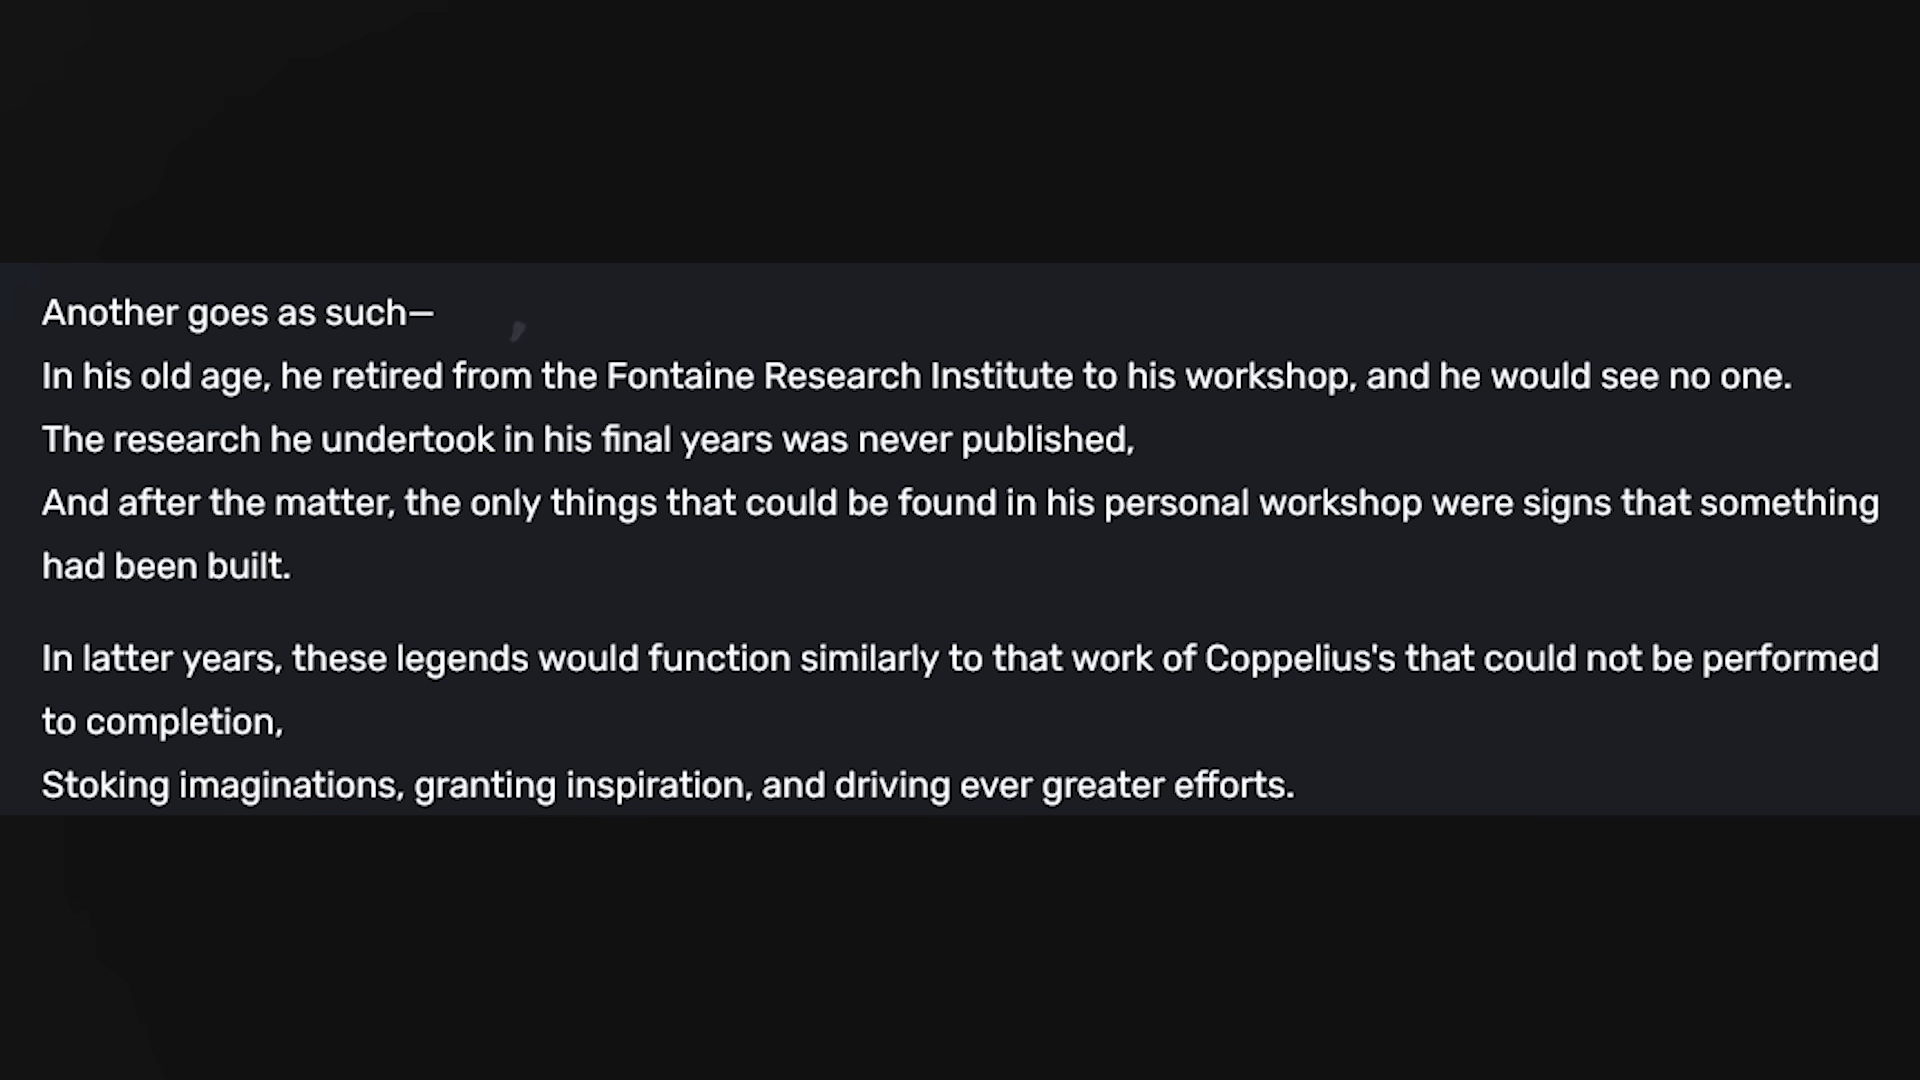 Another goes as such—
In his old age, he retired from the Fontaine Research Institute to his workshop, and he would see no one.
The research he undertook in his final years was never published,
And after the matter, the only things that could be found in his personal workshop were signs that something
had been built.
In latter years, these legends would function similarly to that work of Coppelius's that could not be performed
to completion,
Stoking imaginations, granting inspiration, and driving ever greater efforts.